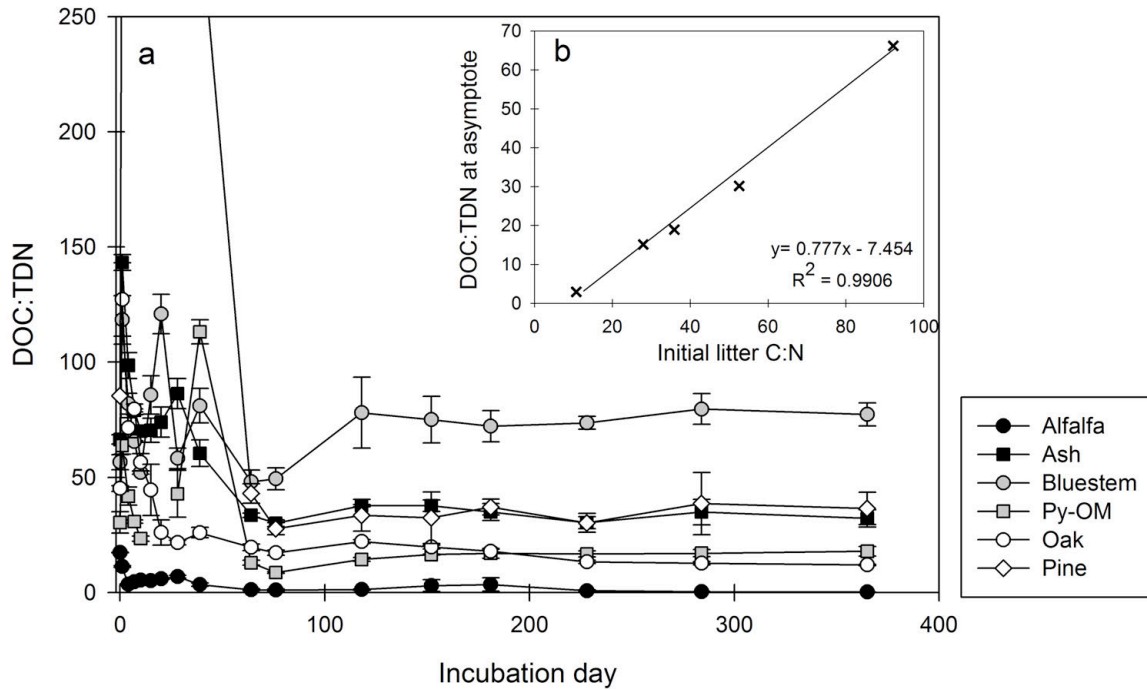 a
250
200
150
100
50
0
DOC:TDN
0 100 200 300 400
Incubation day
b
70
60
50
40
30
20
10
0
DOC:TDN at asymptote
y= 0.777x - 7.454
R² = 0.9906
0 20 40 60 80 100
Initial litter C:N
Alfalfa
Ash
Bluestem
Py-OM
Oak
Pine